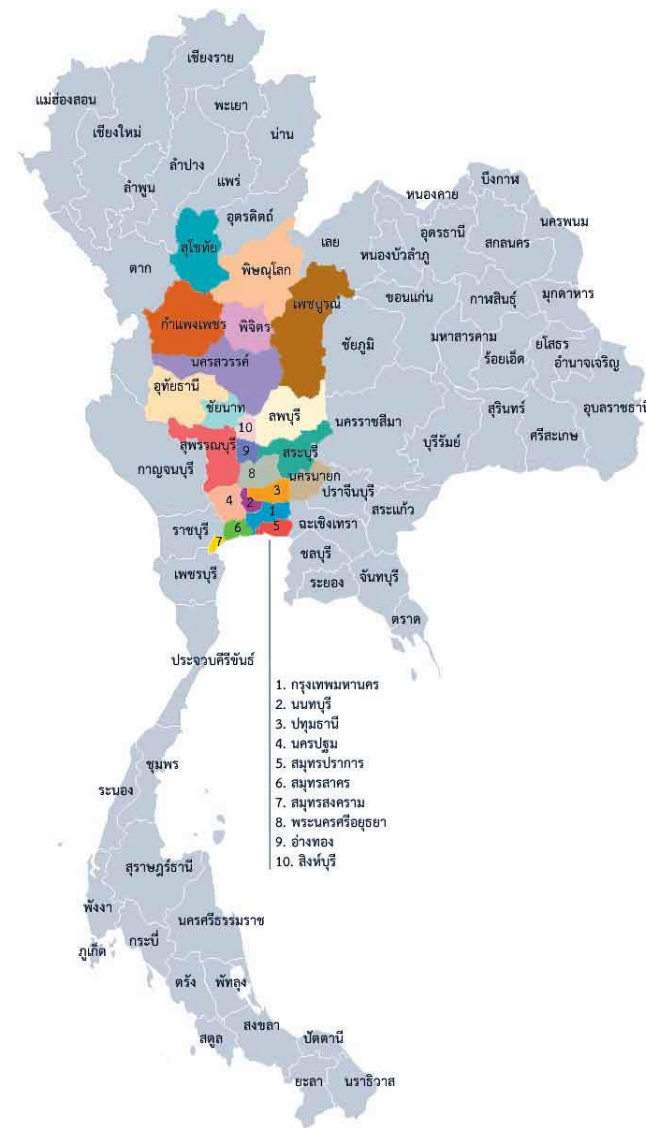 เชียงราย
แม่ฮ่องสอน
พะเยา
เชียงใหม่
น่าน
ลำปาง
แพร่
ลำพูน
อุตรดิตถ์
สุโขทัย
ตาก
พิษณุโลก
เลย
หนองคาย
บึงกาฬ
นครพนม
อุดรธานี
สกลนคร
หนองบัวลำภู
เพชบูรณ์
ขอนแก่น
กาฬสินธุ์
มุกดาหาร
กำแพงเพชร
พิจิตร
มหาสารคาม
ยโสธร
ชัยภูมิ
ร้อยเอ็ด
อำนาจเจริญ
นครสวรรค์
อุทัยธานี
ชัยนาท
ลพบุรี
นครราชสีมา
สุรินทร์
อุบลราชธานี
บุรีรัมย์
ศรีสะเกษ
10
สุพรรณบุรี
9
สระบุรี
กาญจนบุรี
8
นครนายก
ปราจีนบุรี
3
4
2
1
สระแก้ว
ราชบุรี
6
5
ฉะเชิงเทรา
7
ชลบุรี
เพชรบุรี
ระยอง
จันทบุรี
ตราด
ประจวบคีรีขันธ์
1. กรุงเทพมหานคร
2. นนทบุรี
3. ปทุมธานี
4. นครปฐม
5. สมุทรปราการ
6. สมุทรสาคร
7. สมุทรสงคราม
8. พระนครศรีอยุธยา
9. อ่างทอง
10. สิงห์บุรี
ชุมพร
ระนอง
สุราษฎร์ธานี
พังงา
นครศรีธรรมราช
ภูเก็ต
กระบี่
ตรัง
พัทลุง
สงขลา
สตูล
ปัตตานี
ยะลา
นราธิวาส